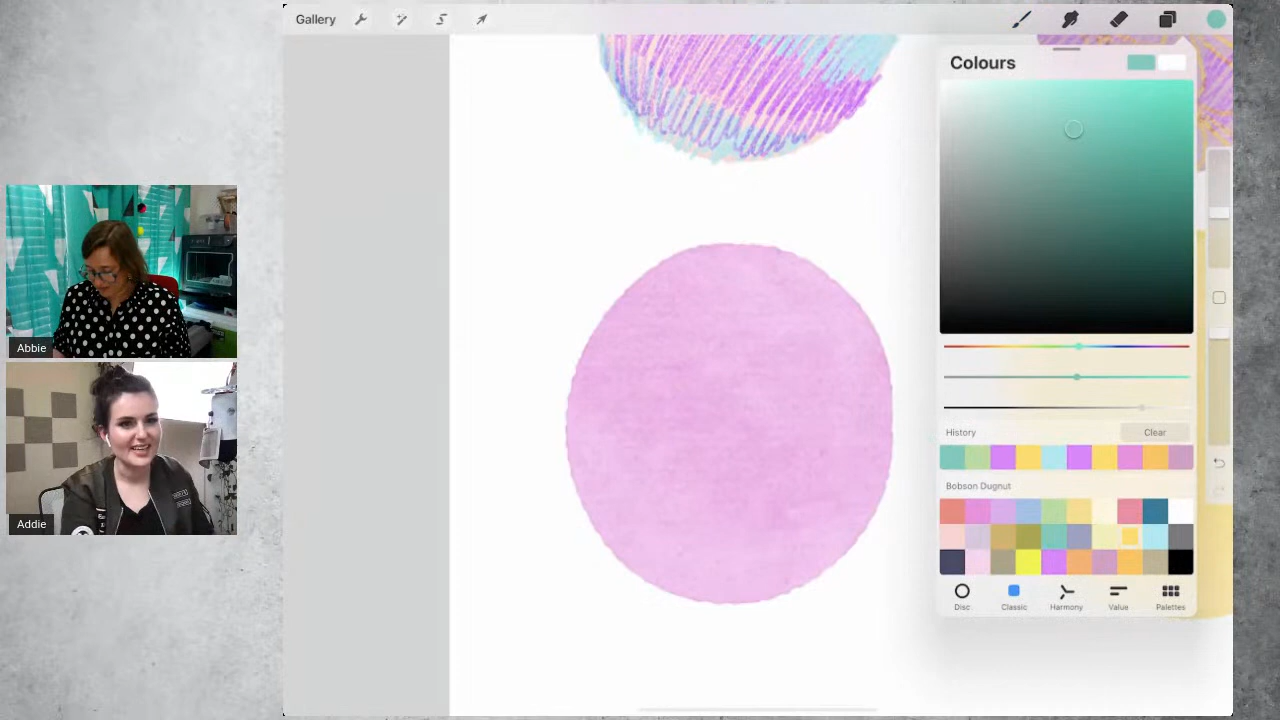 Gallery
Colours
History
Clear
Bobson Dugnut
Disc
Classic
Harmony
Value
Palettes
Abbie
Addie